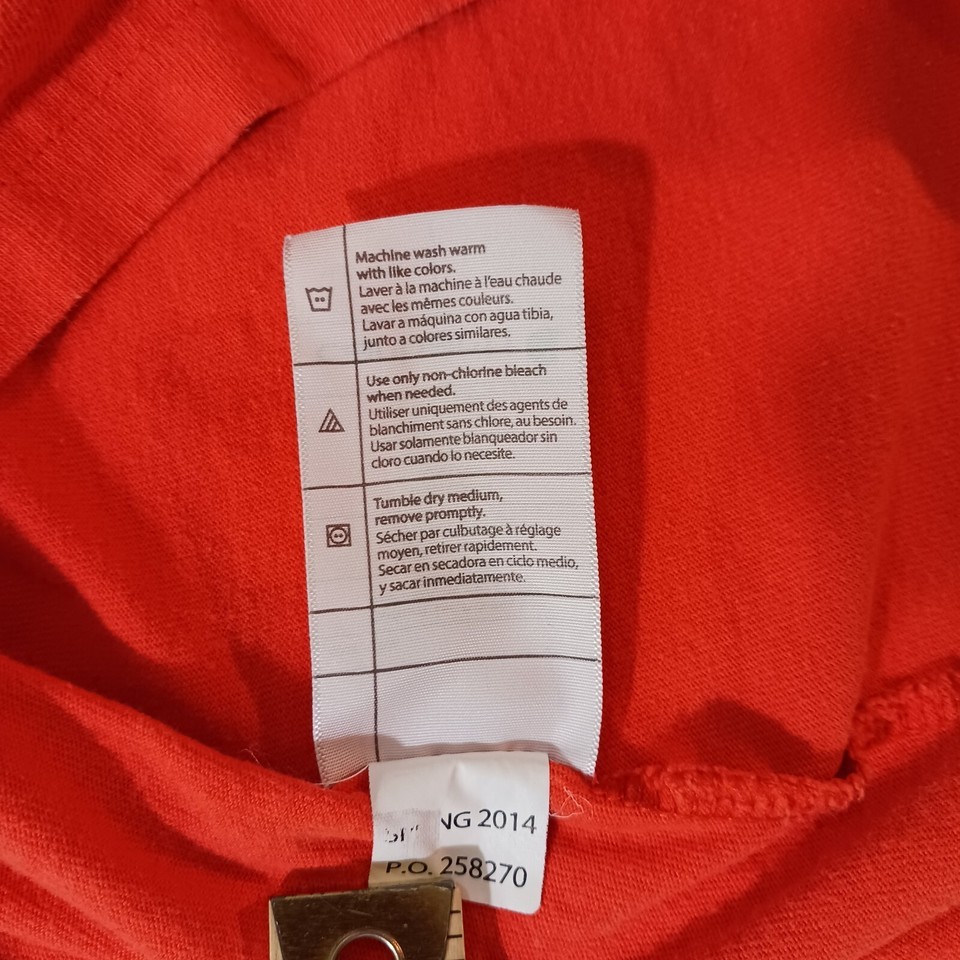 Machine wash warm
with like colors.
Laver à la machine à l'eau chaude
avec les mêmes couleurs.
Lavar a máquina con agua tibia,
junto a colores similares.
Use only non-chlorine bleach
when needed.
Utiliser uniquement des agents de
blanchiment sans chlore, au besoin.
Usar solamente blanqueador sin
cloro cuando lo necesite.
Tumble dry medium,
remove promptly.
Sécher par culbutage à réglage
moyen, retirer rapidement.
Secar en secadora en ciclo medio,
y sacar inmediatamente.
2014
P.O. 258270